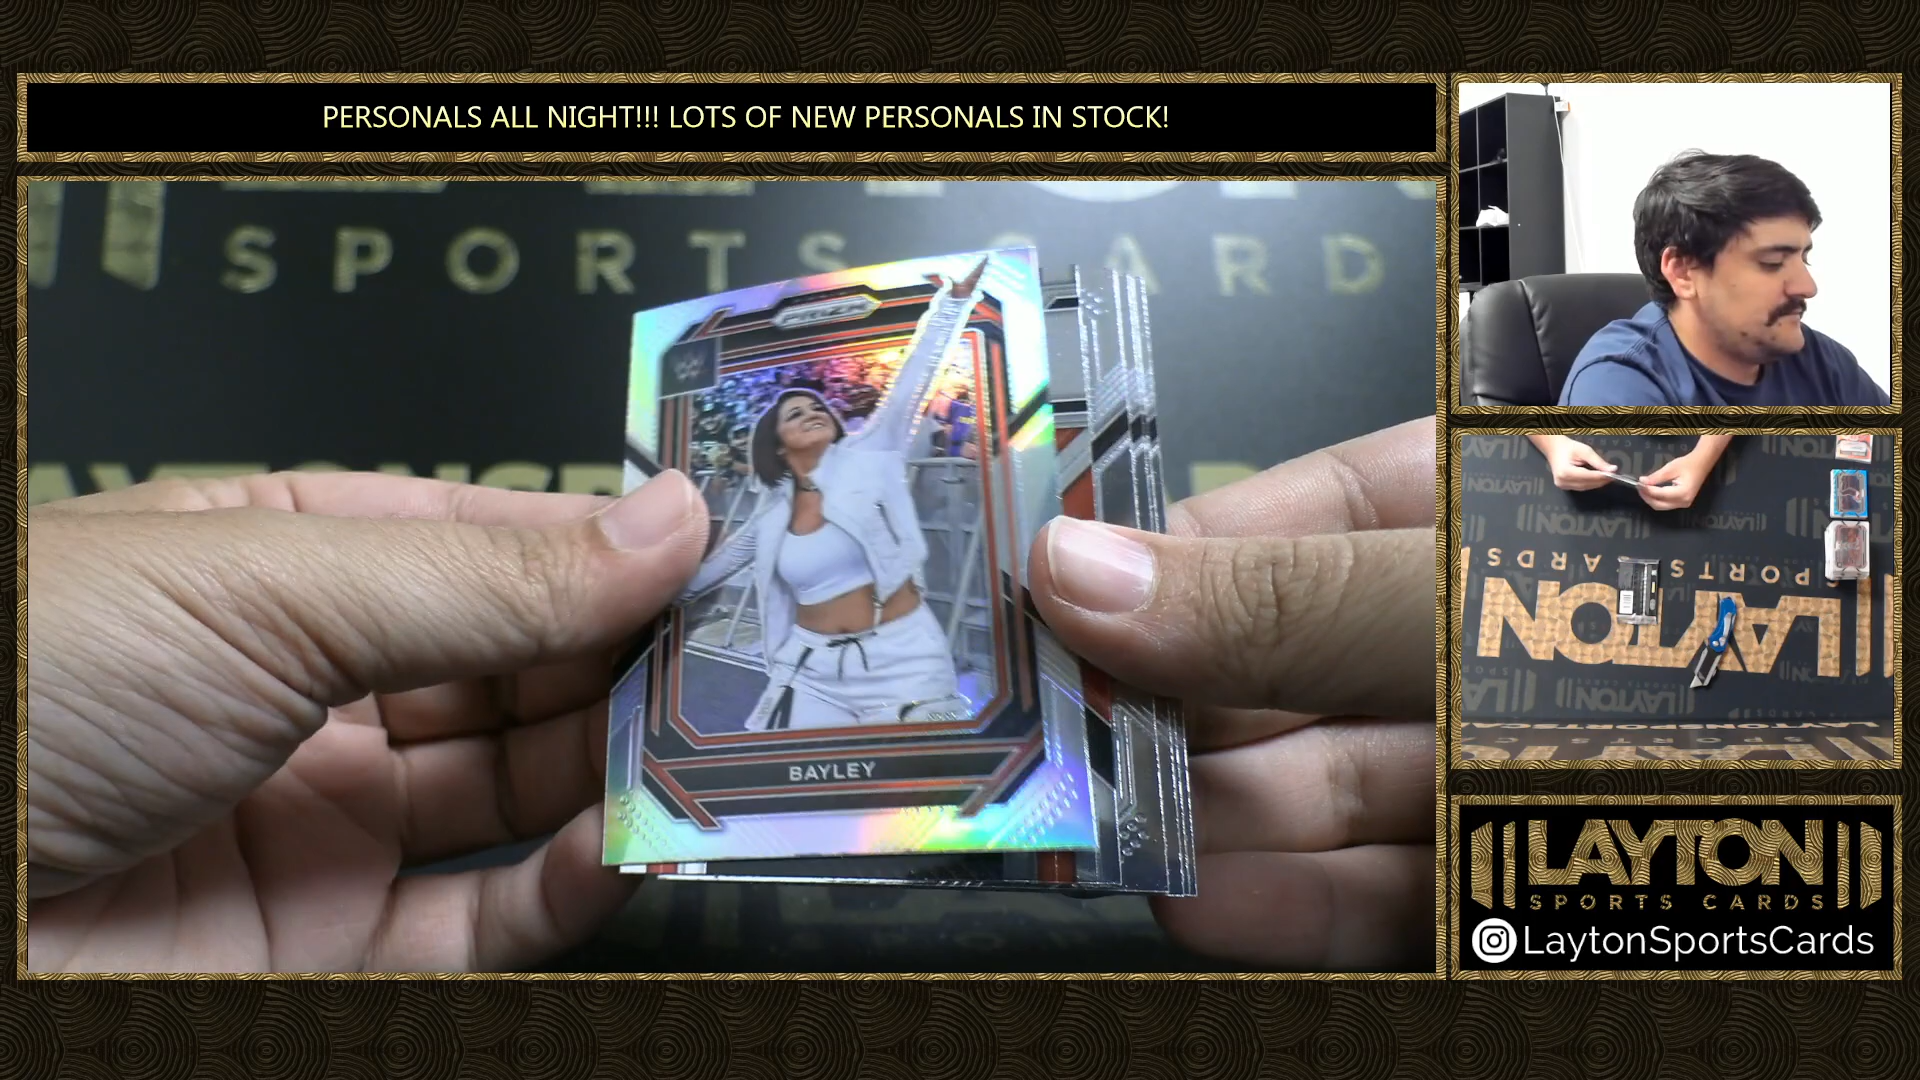 PERSONALS ALL NIGHT!!! LOTS OF NEW PERSONALS IN STOCK!
SPORTS CARD
PRIZM
BAYLEY
SPORTS CARDS
LAYTON
LAYTON
SPORTS CARDS
LaytonSportsCards